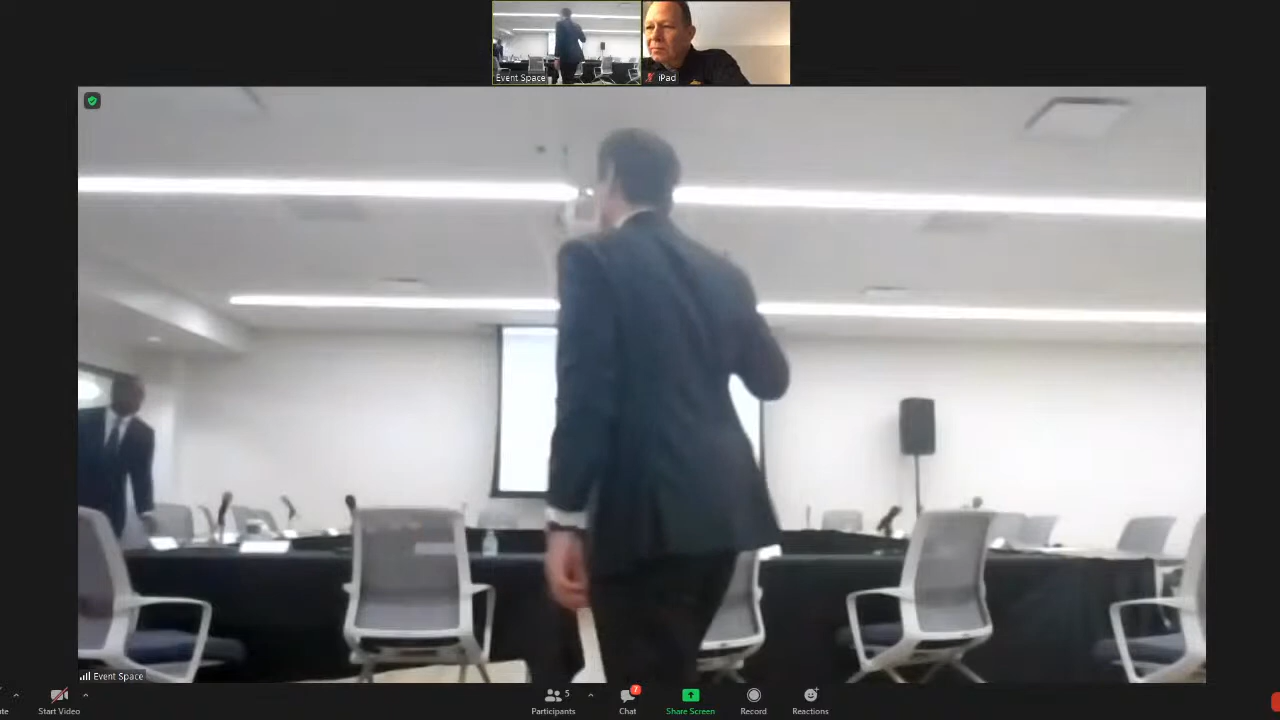 Event Space
iPad
Event Space
Start Video
Participants
5
Chat
7
Share Screen
Record
Reactions